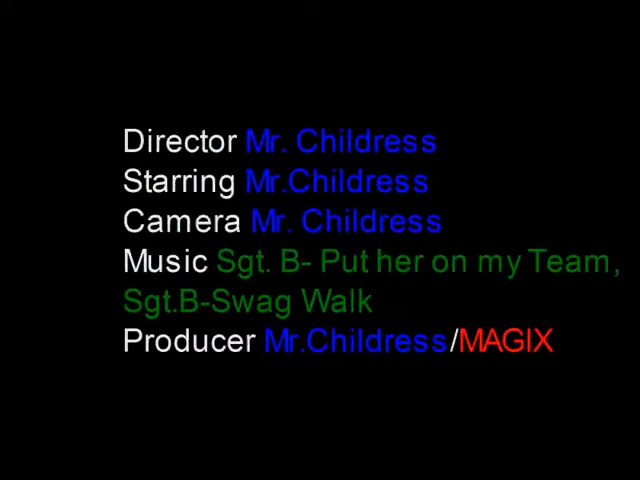 Director Mr. Childress
Starring Mr.Childress
Camera Mr. Childress
Music Sgt. B- Put her on my Team,
Sgt.B-Swag Walk
Producer Mr.Childress/MAGIX